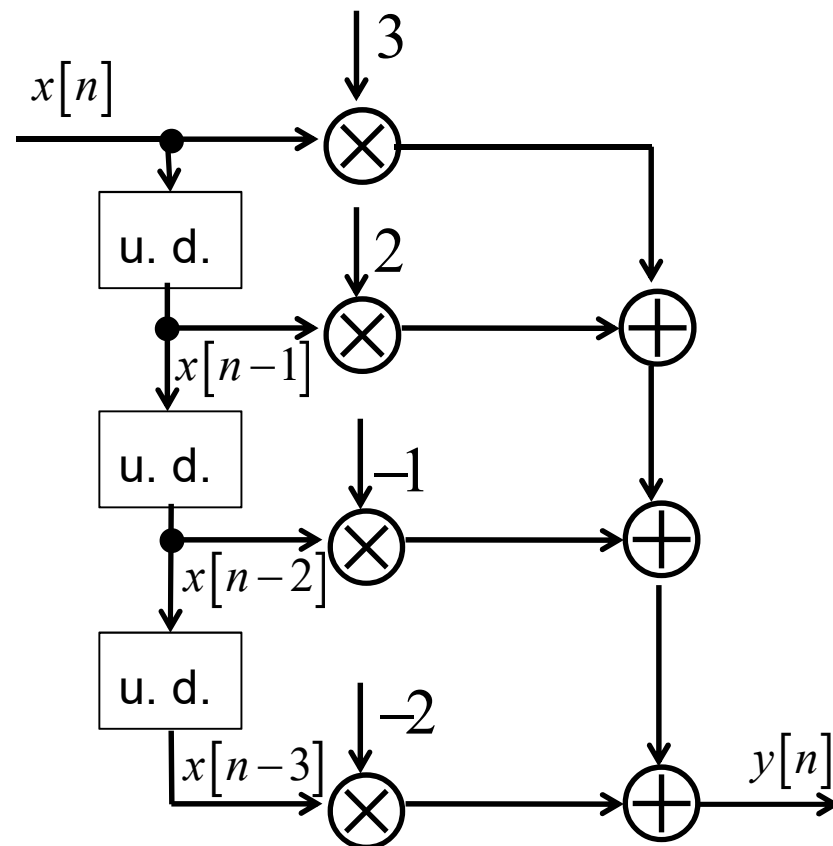 3
x[n]
u. d.
2
x[n−1]
u. d.
−1
x[n−2]
u. d.
−2
x[n−3]
y[n]